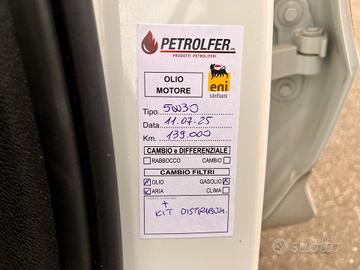 PETROLFER SRL
PRODOTTI PETROLIFERI
OLIO
MOTORE
eni
Tipo 5W30
Data 11.07.25
Km. 139.000
CAMBIO e DIFFERENZIALE
RABBOCCO CAMBIO
CAMBIO FILTRI
OLIO GASOLIO
ARIA CLIMA
+
KIT DISTRIBUZ.
subito